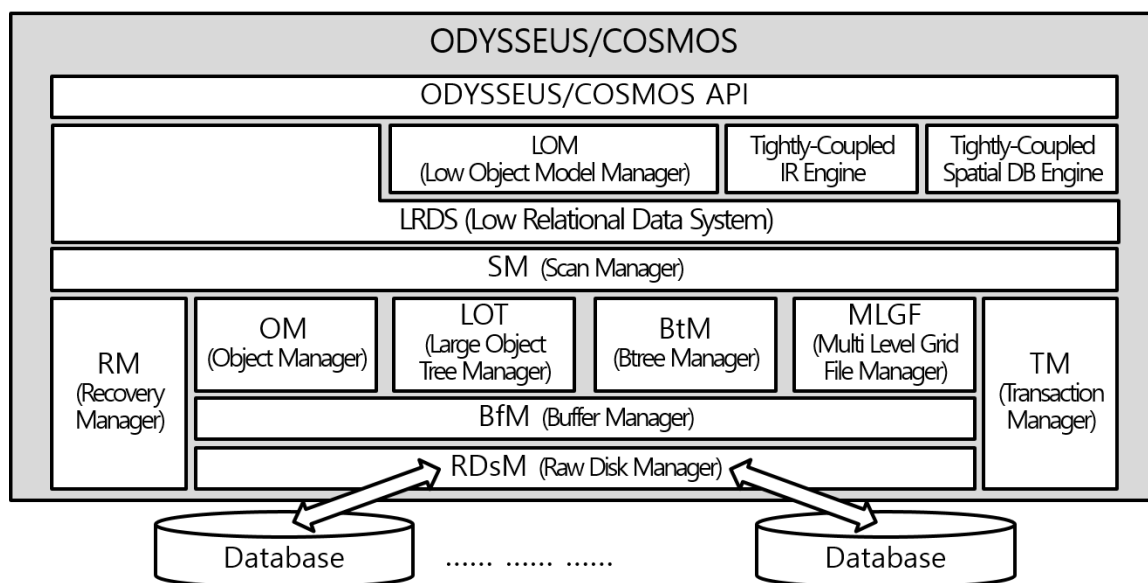 ODYSSEUS/COSMOS
ODYSSEUS/COSMOS API
LOM
(Low Object Model Manager)
Tightly-Coupled
IR Engine
Tightly-Coupled
Spatial DB Engine
LRDS (Low Relational Data System)
SM (Scan Manager)
RM
(Recovery
Manager)
OM
(Object Manager)
LOT
(Large Object
Tree Manager)
BtM
(Btree Manager)
MLGF
(Multi Level Grid
File Manager)
TM
(Transaction
Manager)
BfM (Buffer Manager)
RDsM (Raw Disk Manager)
Database
...... ...... ......
Database